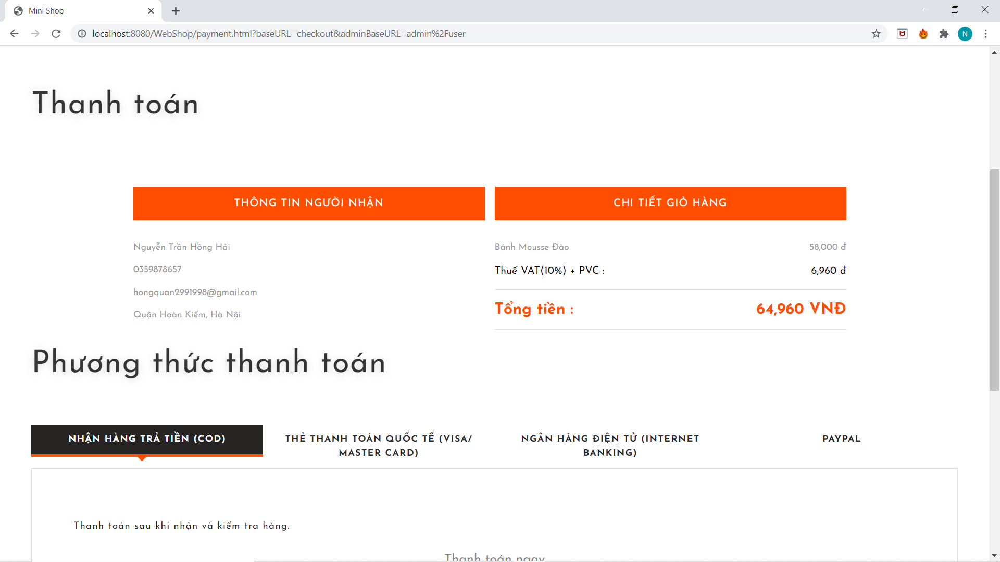 Mini Shop
localhost:8080/WebShop/payment.html?baseURL=checkout&adminBaseURL=admin%2Fuser
N
Thanh toán
THÔNG TIN NGƯỜI NHẬN
Nguyễn Trần Hồng Hải
0359878657
hongquan2991998@gmail.com
Quận Hoàn Kiếm, Hà Nội
CHI TIẾT GIỎ HÀNG
Bánh Mousse Đào 58,000 đ
Thuế VAT(10%) + PVC : 6,960 đ
Tổng tiền : 64,960 VNĐ
Phương thức thanh toán
NHẬN HÀNG TRẢ TIỀN (COD)
THẺ THANH TOÁN QUỐC TẾ (VISA/
MASTER CARD)
NGÂN HÀNG ĐIỆN TỬ (INTERNET
BANKING)
PAYPAL
Thanh toán sau khi nhận và kiểm tra hàng.
Thanh toán ngay